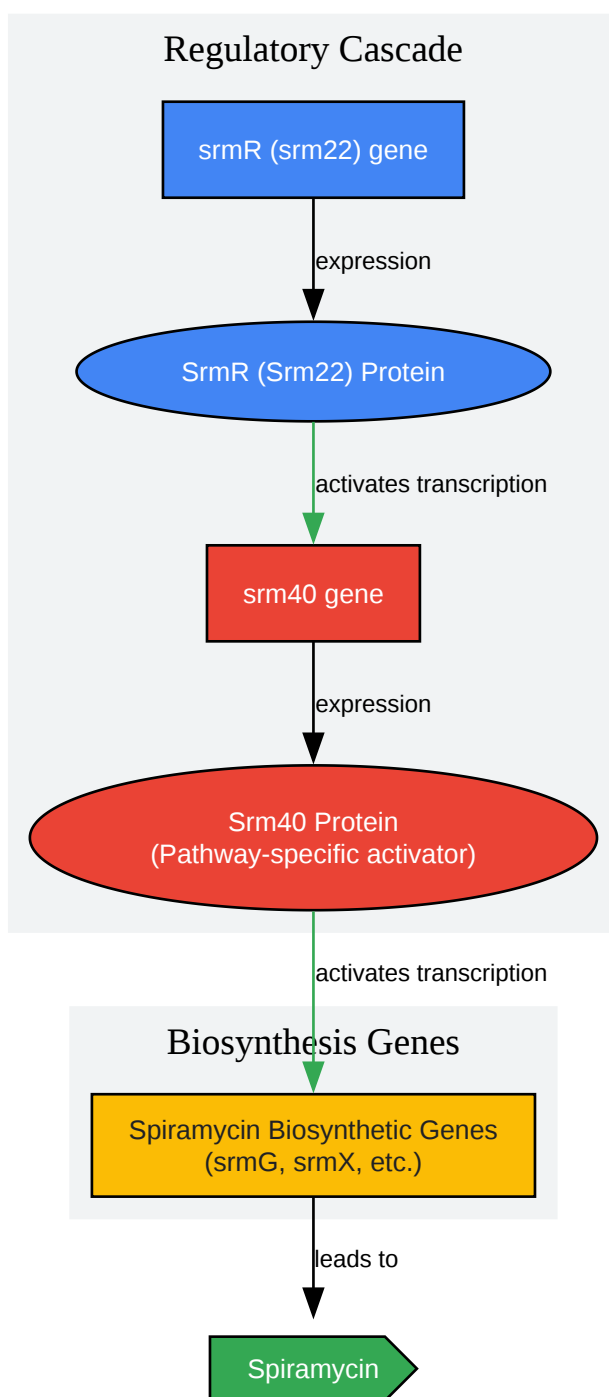 Regulatory Cascade
srmR (srm22) gene
expression
SrmR (Srm22) Protein
activates transcription
srm40 gene
expression
Srm40 Protein
(Pathway-specific activator)
activates transcription
Biosynthesis Genes
Spiramycin Biosynthetic Genes
(srmG, srmX, etc.)
leads to
Spiramycin